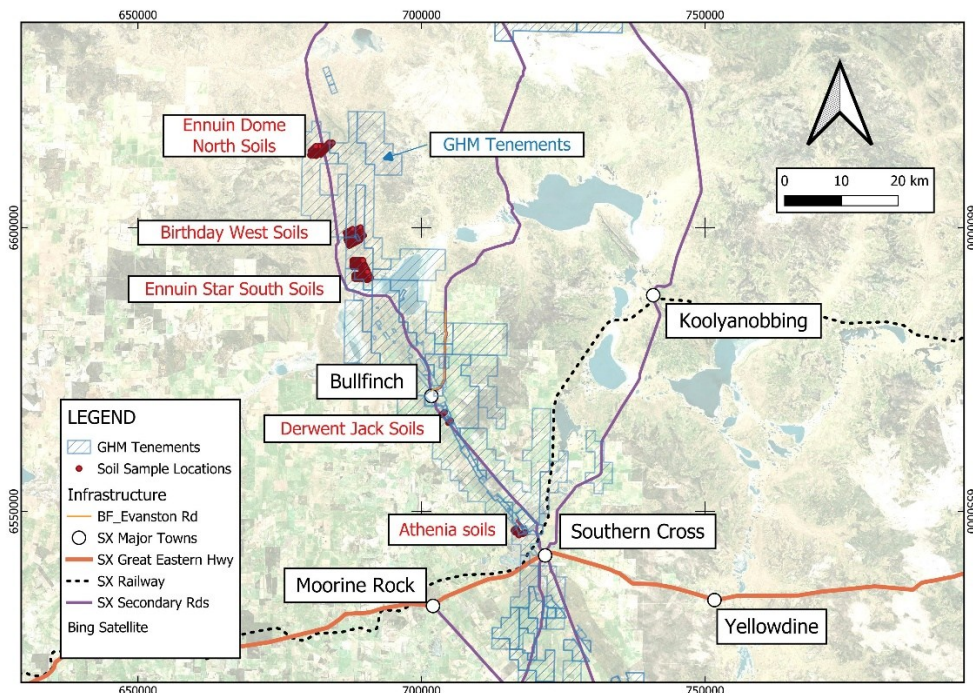 650000
700000
750000
Ennuin Dome
North Soils
GHM Tenements
0
10
20 km
6600000
6600000
Birthday West Soils
Ennuin Star South Soils
Koolyanobbing
Bullfinch
Derwent Jack Soils
LEGEND
GHM Tenements
Soil Sample Locations
Infrastructure
BF_Evanston Rd
SX Major Towns
SX Great Eastern Hwy
SX Railway
SX Secondary Rds
Bing Satellite
6550000
6550000
Athenia soils
Southern Cross
Moorine Rock
Yellowdine
650000
700000
750000